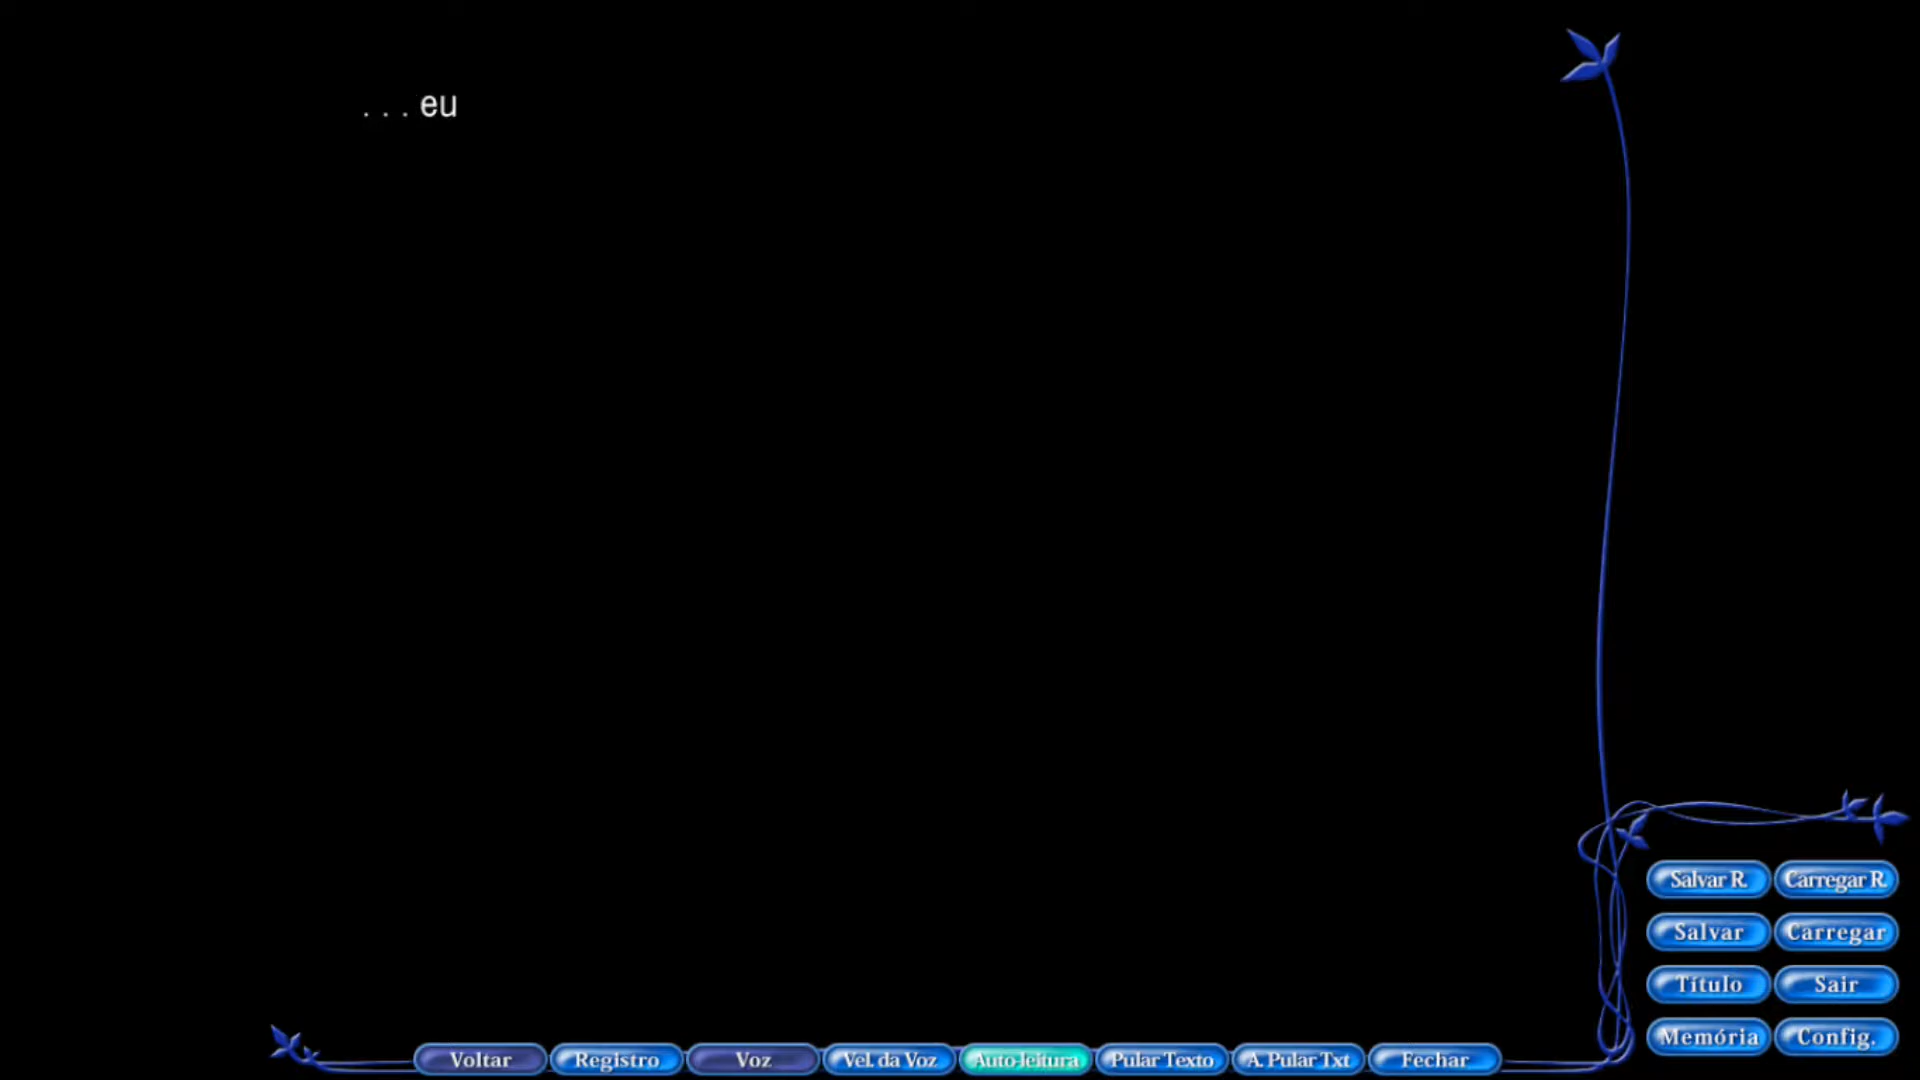 . . . eu
Salvar R. Carregar R.
Salvar Carregar
Título Sair
Memória Config.
Voltar Registro Voz Vel. da Voz Auto-leitura Pular Texto A. Pular Txt Fechar